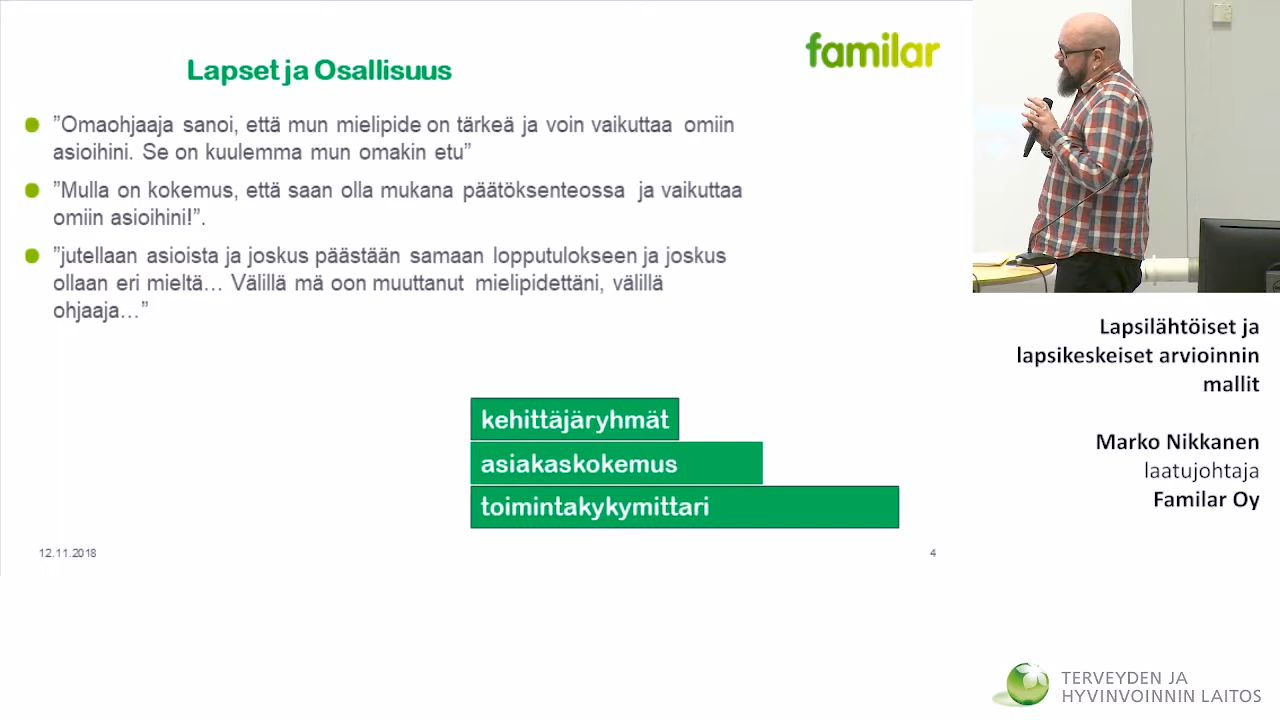 Lapset ja Osallisuus
familar
”Omaohjaaja sanoi, että mun mielipide on tärkeä ja voin vaikuttaa omiin
asioihini. Se on kuulemma mun omakin etu”
”Mulla on kokemus, että saan olla mukana päätöksenteossa ja vaikuttaa
omiin asioihini!”.
”jutellaan asioista ja joskus päästään samaan lopputulokseen ja joskus
ollaan eri mieltä... Välillä mä oon muuttanut mielipidettäni, välillä
ohjaaja...”
kehittäjäryhmät
asiakaskokemus
toimintakykymittari
12.11.2018
4
Lapsilähtöiset ja
lapsikeskeiset arvioinnin
mallit
Marko Nikkanen
laatujohtaja
Familar Oy
TERVEYDEN JA
HYVINVOINNIN LAITOS